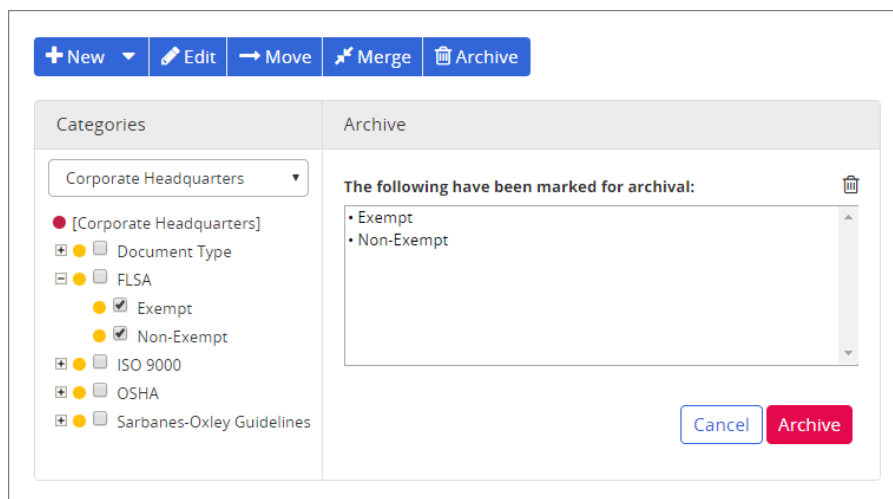 New Edit Move Merge Archive
Categories
Corporate Headquarters
[Corporate Headquarters]
Document Type
FLSA
Exempt
Non-Exempt
ISO 9000
OSHA
Sarbanes-Oxley Guidelines
Archive
The following have been marked for archival:
• Exempt
• Non-Exempt
Cancel Archive